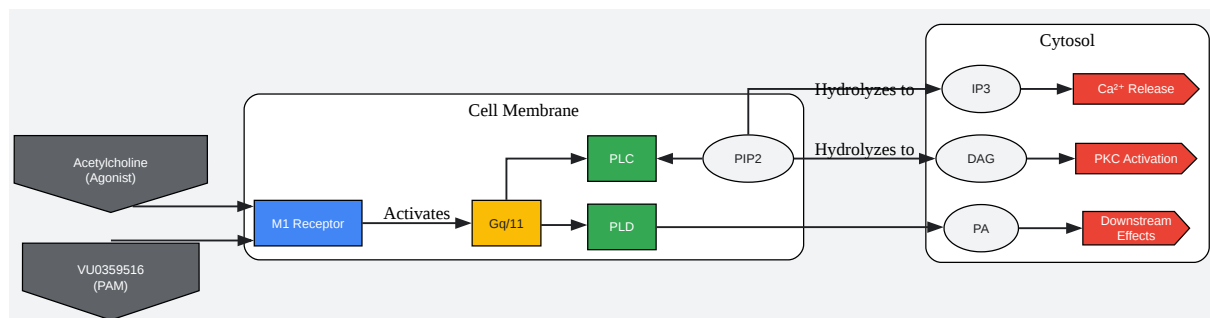 Cytosol
Hydrolyzes to
IP3
Ca²⁺ Release
Cell Membrane
Acetylcholine
(Agonist)
PLC
PIP2
Hydrolyzes to
DAG
PKC Activation
M1 Receptor
Activates
Gq/11
PLD
PA
Downstream
Effects
VU0359516
(PAM)